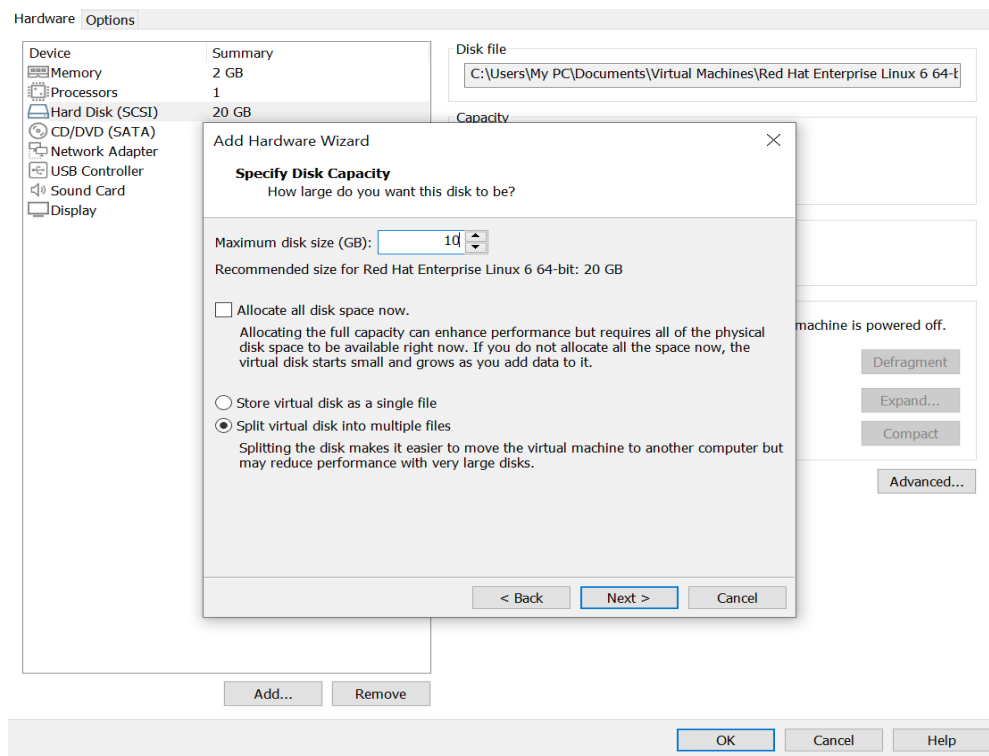 Hardware Options
Device Summary
Memory 2 GB
Processors 1
Hard Disk (SCSI) 20 GB
CD/DVD (SATA)
Network Adapter
USB Controller
Sound Card
Display
Disk file
C:\Users\My PC\Documents\Virtual Machines\Red Hat Enterprise Linux 6 64-b
Capacity
Add Hardware Wizard
Specify Disk Capacity
How large do you want this disk to be?
Maximum disk size (GB): 10
Recommended size for Red Hat Enterprise Linux 6 64-bit: 20 GB
Allocate all disk space now.
Allocating the full capacity can enhance performance but requires all of the physical
disk space to be available right now. If you do not allocate all the space now, the
virtual disk starts small and grows as you add data to it.
Store virtual disk as a single file
Split virtual disk into multiple files
Splitting the disk makes it easier to move the virtual machine to another computer but
may reduce performance with very large disks.
< Back Next > Cancel
machine is powered off.
Defragment
Expand...
Compact
Advanced...
Add... Remove
OK Cancel Help